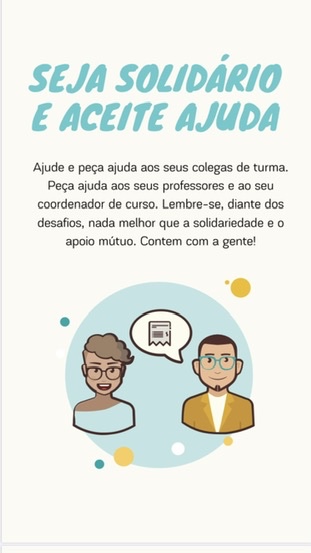 SEJA SOLIDÁRIO
E ACEITE AJUDA
Ajude e peça ajuda aos seus colegas de turma.
Peça ajuda aos seus professores e ao seu
coordenador de curso. Lembre-se, diante dos
desafios, nada melhor que a solidariedade e o
apoio mútuo. Contem com a gente!